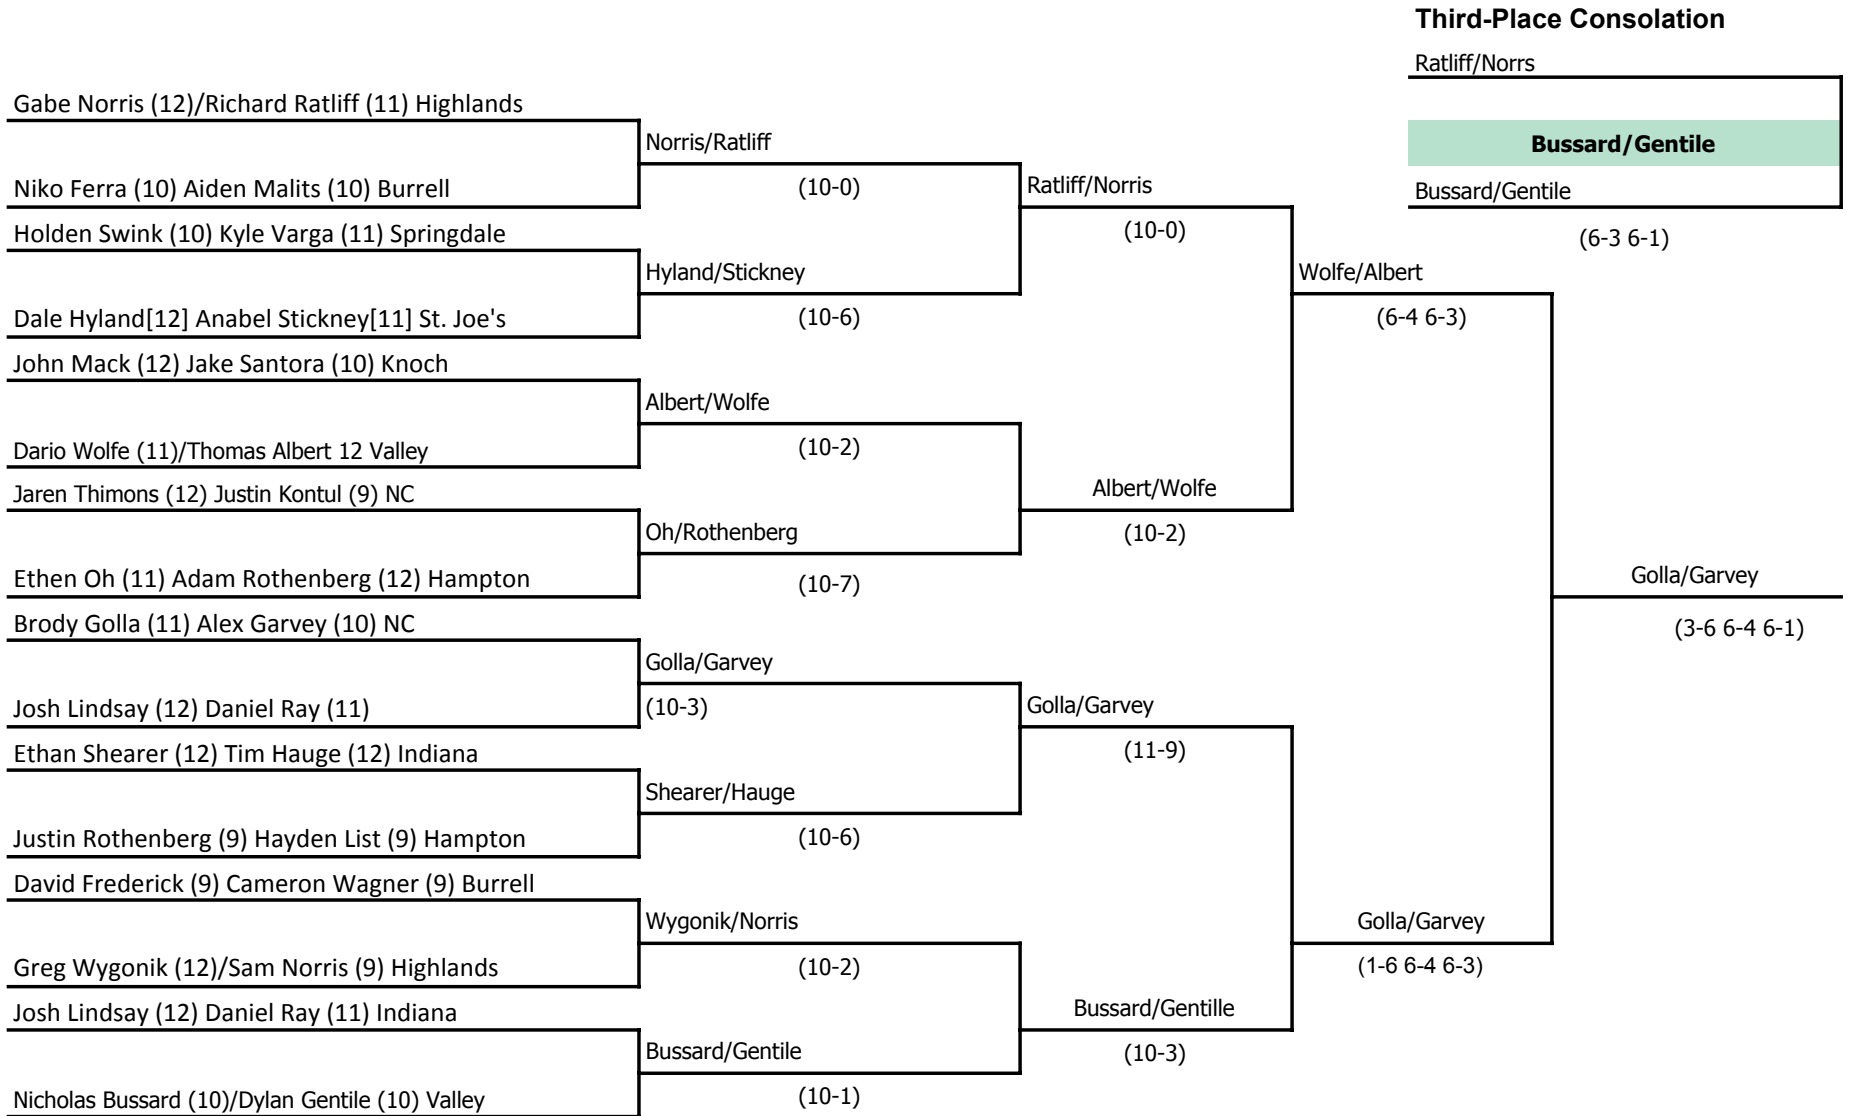 Third-Place Consolation
Ratliff/Norrs
Bussard/Gentile
Bussard/Gentile
(6-3 6-1)
Gabe Norris (12)/Richard Ratliff (11) Highlands
Niko Ferra (10) Aiden Malits (10) Burrell
Holden Swink (10) Kyle Varga (11) Springdale
Dale Hyland[12] Anabel Stickney[11] St. Joe's
John Mack (12) Jake Santora (10) Knoch
Dario Wolfe (11)/Thomas Albert 12 Valley
Jaren Thimons (12) Justin Kontul (9) NC
Ethen Oh (11) Adam Rothenberg (12) Hampton
Brody Golla (11) Alex Garvey (10) NC
Josh Lindsay (12) Daniel Ray (11)
Ethan Shearer (12) Tim Hauge (12) Indiana
Justin Rothenberg (9) Hayden List (9) Hampton
David Frederick (9) Cameron Wagner (9) Burrell
Greg Wygonik (12)/Sam Norris (9) Highlands
Josh Lindsay (12) Daniel Ray (11) Indiana
Nicholas Bussard (10)/Dylan Gentile (10) Valley
Norris/Ratliff
(10-0)
Hyland/Stickney
(10-6)
Albert/Wolfe
(10-2)
Oh/Rothenberg
(10-7)
Golla/Garvey
(10-3)
Shearer/Hauge
(10-6)
Wygonik/Norris
(10-2)
Bussard/Gentile
(10-1)
Ratliff/Norris
(10-0)
Albert/Wolfe
(10-2)
Golla/Garvey
(11-9)
Bussard/Gentille
(10-3)
Wolfe/Albert
(6-4 6-3)
Golla/Garvey
(1-6 6-4 6-3)
Golla/Garvey
(3-6 6-4 6-1)